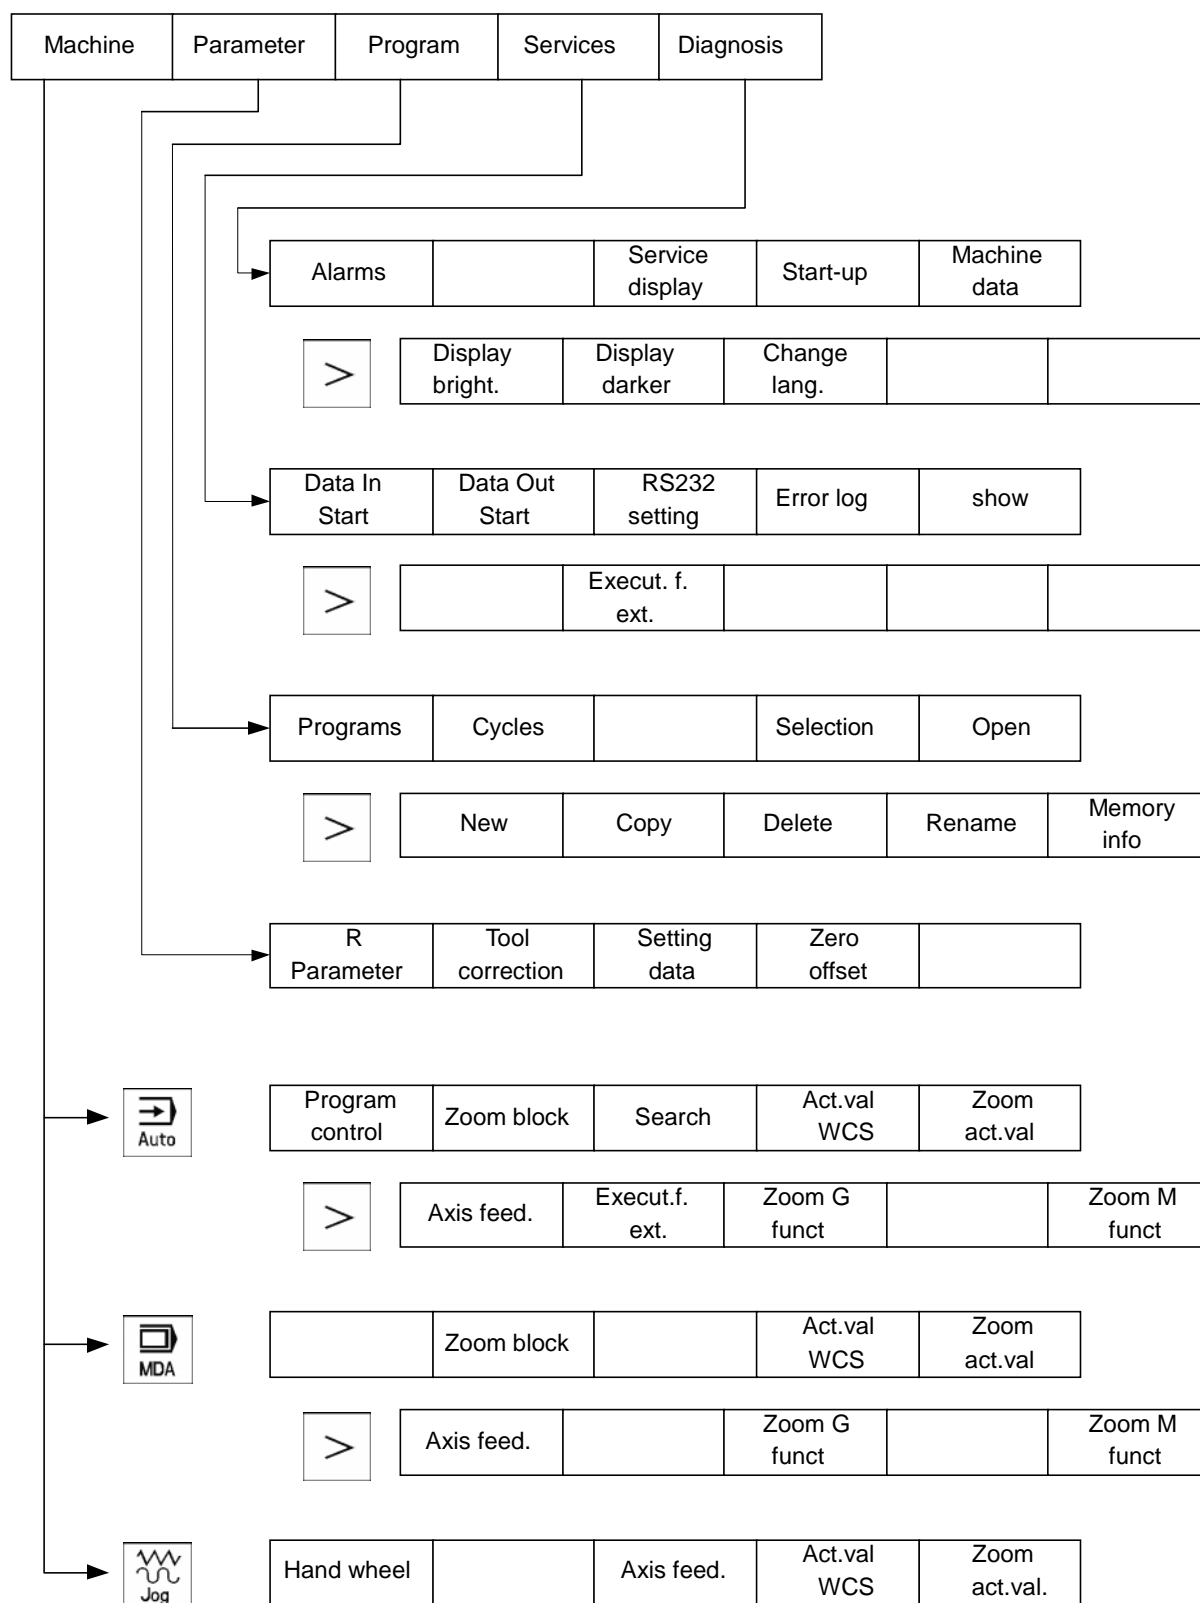 Machine Parameter Program Services Diagnosis
Alarms Service display Start-up Machine data
> Display bright. Display darker Change lang.
Data In Start Data Out Start RS232 setting Error log show
> Execut. f. ext.
Programs Cycles Selection Open
> New Copy Delete Rename Memory info
R Parameter Tool correction Setting data Zero offset
Auto Program control Zoom block Search Act.val WCS Zoom act.val
> Axis feed. Execut.f. ext. Zoom G funct Zoom M funct
MDA Zoom block Act.val WCS Zoom act.val
> Axis feed. Zoom G funct Zoom M funct
Jog Hand wheel Axis feed. Act.val WCS Zoom act.val.